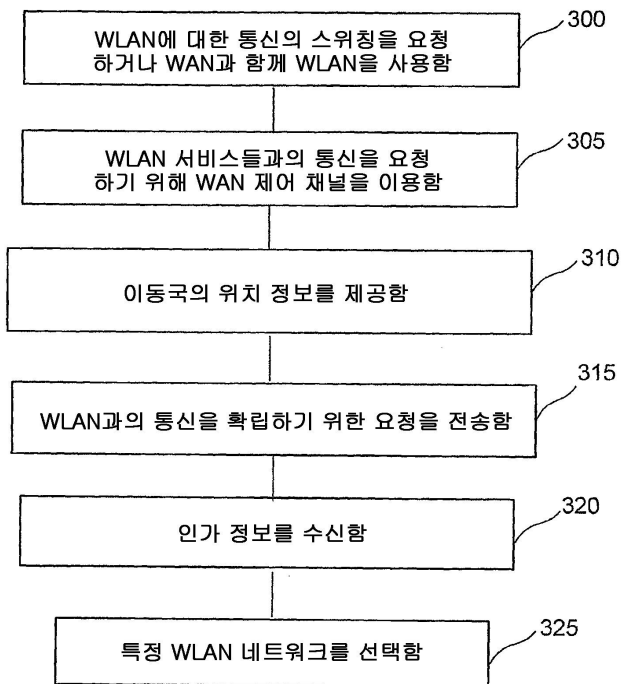 WLAN에 대한 통신의 스위칭을 요청
하거나 WAN과 함께 WLAN을 사용함
300
WLAN 서비스들과의 통신을 요청
하기 위해 WAN 제어 채널을 이용함
305
이동국의 위치 정보를 제공함
310
WLAN과의 통신을 확립하기 위한 요청을 전송함
315
인가 정보를 수신함
320
특정 WLAN 네트워크를 선택함
325